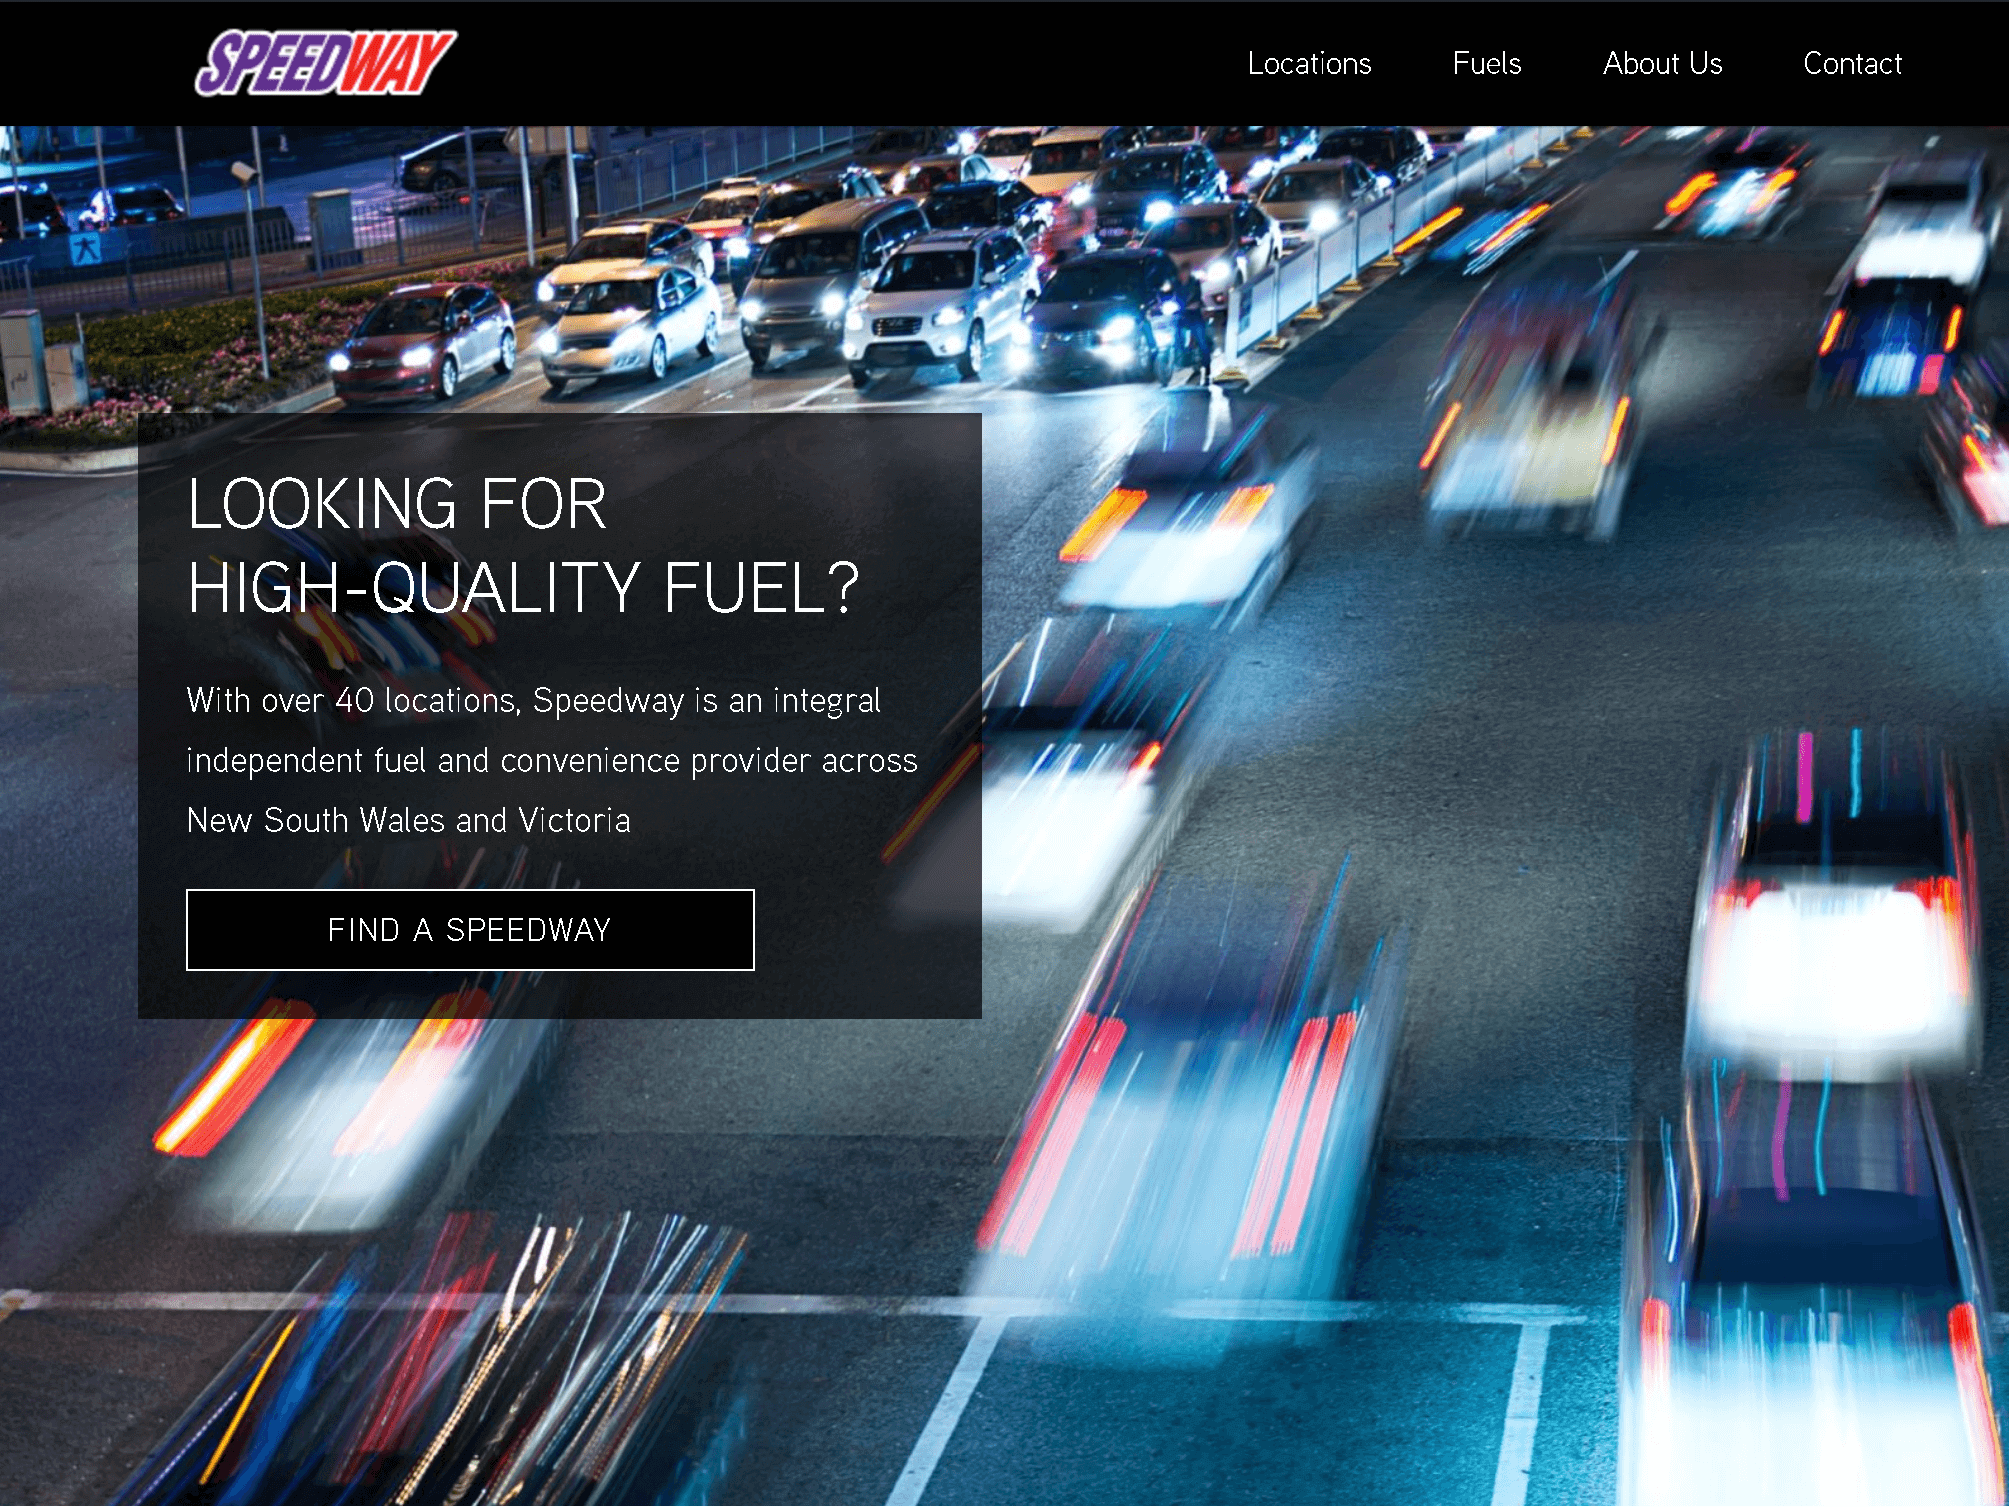 SPEEDWAY
Locations Fuels About Us Contact
LOOKING FOR
HIGH-QUALITY FUEL?
With over 40 locations, Speedway is an integral
independent fuel and convenience provider across
New South Wales and Victoria
FIND A SPEEDWAY